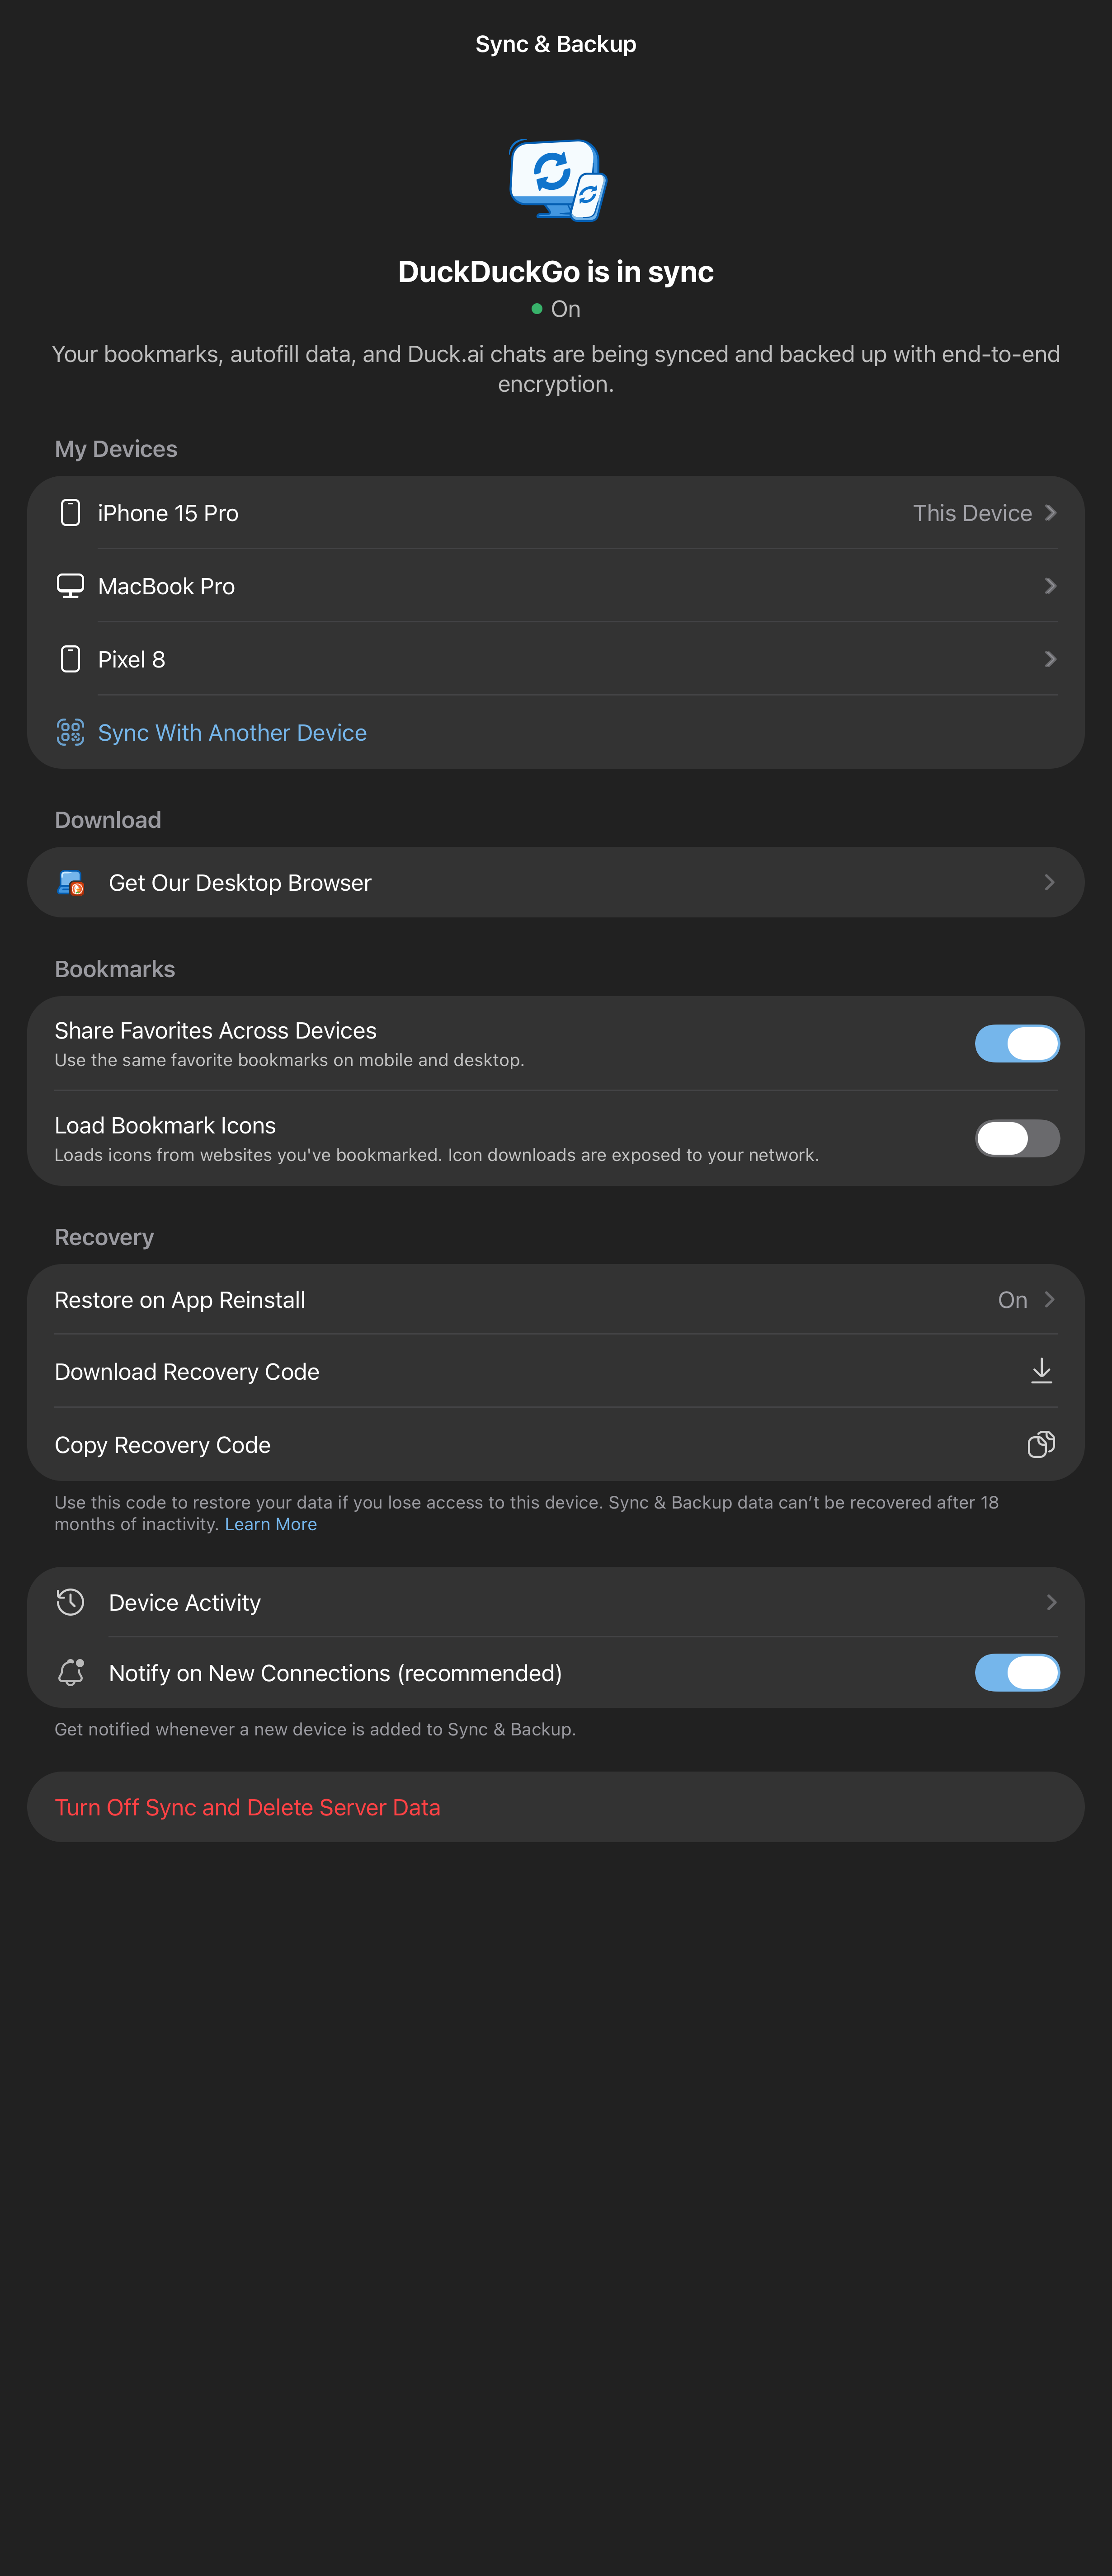 Sync & Backup
DuckDuckGo is in sync
On
Your bookmarks, autofill data, and Duck.ai chats are being synced and backed up with end-to-end
encryption.
My Devices
iPhone 15 Pro This Device
MacBook Pro
Pixel 8
Sync With Another Device
Download
Get Our Desktop Browser
Bookmarks
Share Favorites Across Devices
Use the same favorite bookmarks on mobile and desktop.
Load Bookmark Icons
Loads icons from websites you've bookmarked. Icon downloads are exposed to your network.
Recovery
Restore on App Reinstall On
Download Recovery Code
Copy Recovery Code
Use this code to restore your data if you lose access to this device. Sync & Backup data can’t be recovered after 18
months of inactivity. Learn More
Device Activity
Notify on New Connections (recommended)
Get notified whenever a new device is added to Sync & Backup.
Turn Off Sync and Delete Server Data